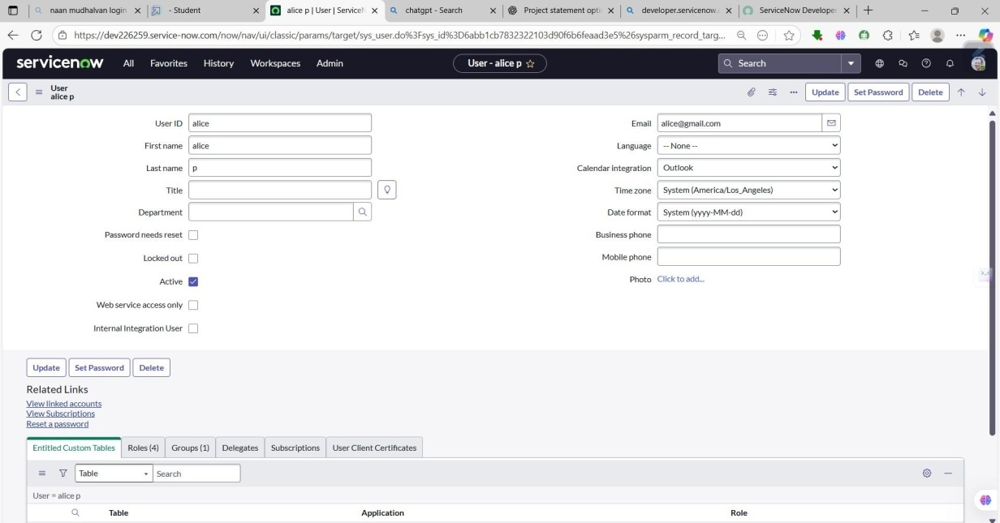 naan mudhalvan login
- Student
alice p | User | ServiceN
chatgpt - Search
Project statement opti
developer.servicenow.
ServiceNow Developer
https://dev226259.service-now.com/now/nav/ui/classic/params/target/sys_user.do%3Fsys_id%3D6abb1cb7832322103d90f6b6feaad3e5%26sysparm_record_targ...
servicenow
All Favorites History Workspaces Admin
User - alice p
Search
User
alice p
Update Set Password Delete
User ID alice
First name alice
Last name p
Title
Department
Password needs reset
Locked out
Active
Web service access only
Internal Integration User
Email alice@gmail.com
Language -- None --
Calendar integration Outlook
Time zone System (America/Los_Angeles)
Date format System (yyyy-MM-dd)
Business phone
Mobile phone
Photo Click to add...
Update Set Password Delete
Related Links
View linked accounts
View Subscriptions
Reset a password
Entitled Custom Tables Roles (4) Groups (1) Delegates Subscriptions User Client Certificates
Table Search
User = alice p
Table Application Role